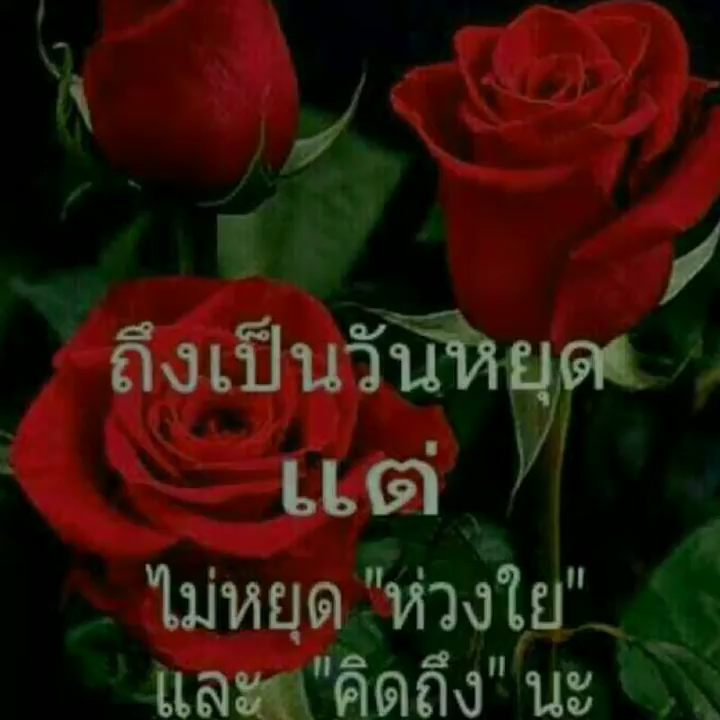 ถึงเป็นวันหยุด
แต่
ไม่หยุด "ห่วงใย"
และ "คิดถึง" นะ